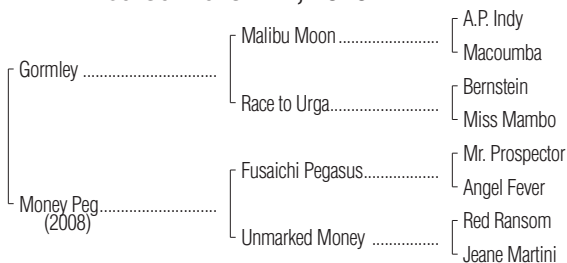 A.P. Indy
Malibu Moon
Macoumba
Gormley
Bernstein
Race to Urga
Miss Mambo
Mr. Prospector
Fusaichi Pegasus
Angel Fever
Money Peg
(2008)
Red Ransom
Unmarked Money
Jeane Martini